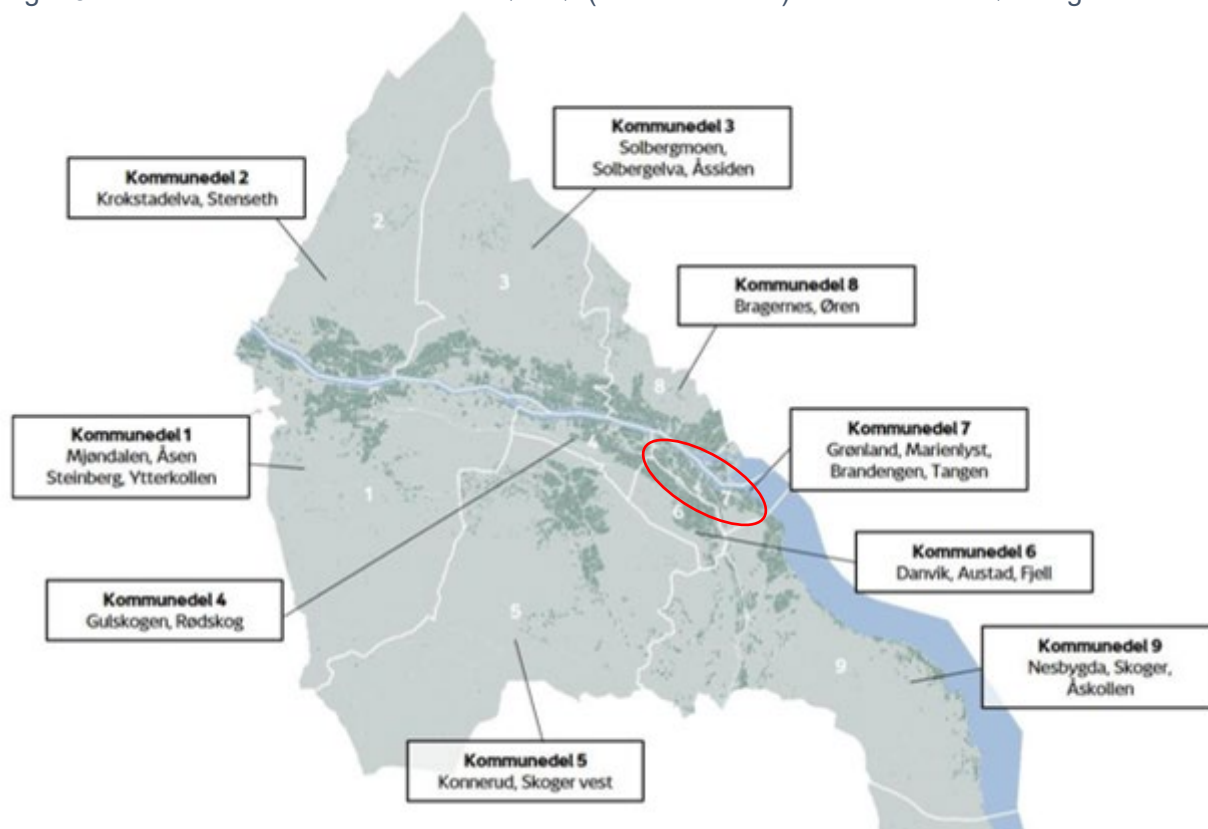 Kommunedel 3
Solbergmoen,
Solbergelva, Åssiden
Kommunedel 2
Krokstadelva, Stenseth
2
3
Kommunedel 8
Bragernes, Øren
8
Kommunedel 1
Mjøndalen, Åsen
Steinberg, Ytterkollen
1
Kommunedel 7
Grønland, Marienlyst,
Brandengen, Tangen
7
6
Kommunedel 6
Danvik, Austad, Fjell
Kommunedel 4
Gulskogen, Rødskog
5
9
Kommunedel 9
Nesbygda, Skoger,
Åskollen
Kommunedel 5
Konnerud, Skoger vest